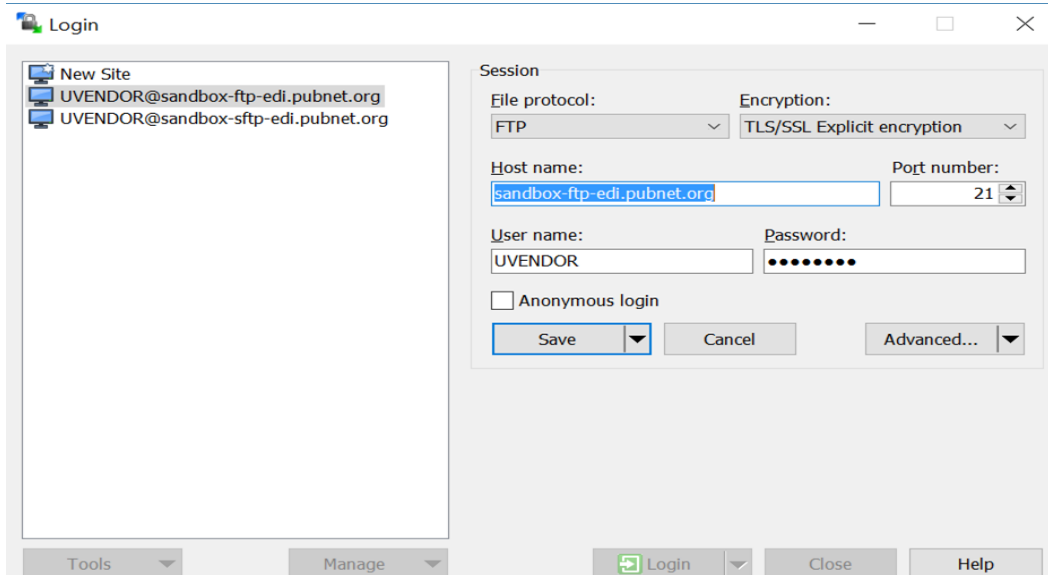 Login
New Site
UVENDOR@sandbox-ftp-edi.pubnet.org
UVENDOR@sandbox-sftp-edi.pubnet.org
Session
File protocol:
Encryption:
FTP
TLS/SSL Explicit encryption
Host name:
Port number:
sandbox-ftp-edi.pubnet.org
21
User name:
Password:
UVENDOR
●●●●●●●●
Anonymous login
Save
Cancel
Advanced...
Tools
Manage
Login
Close
Help